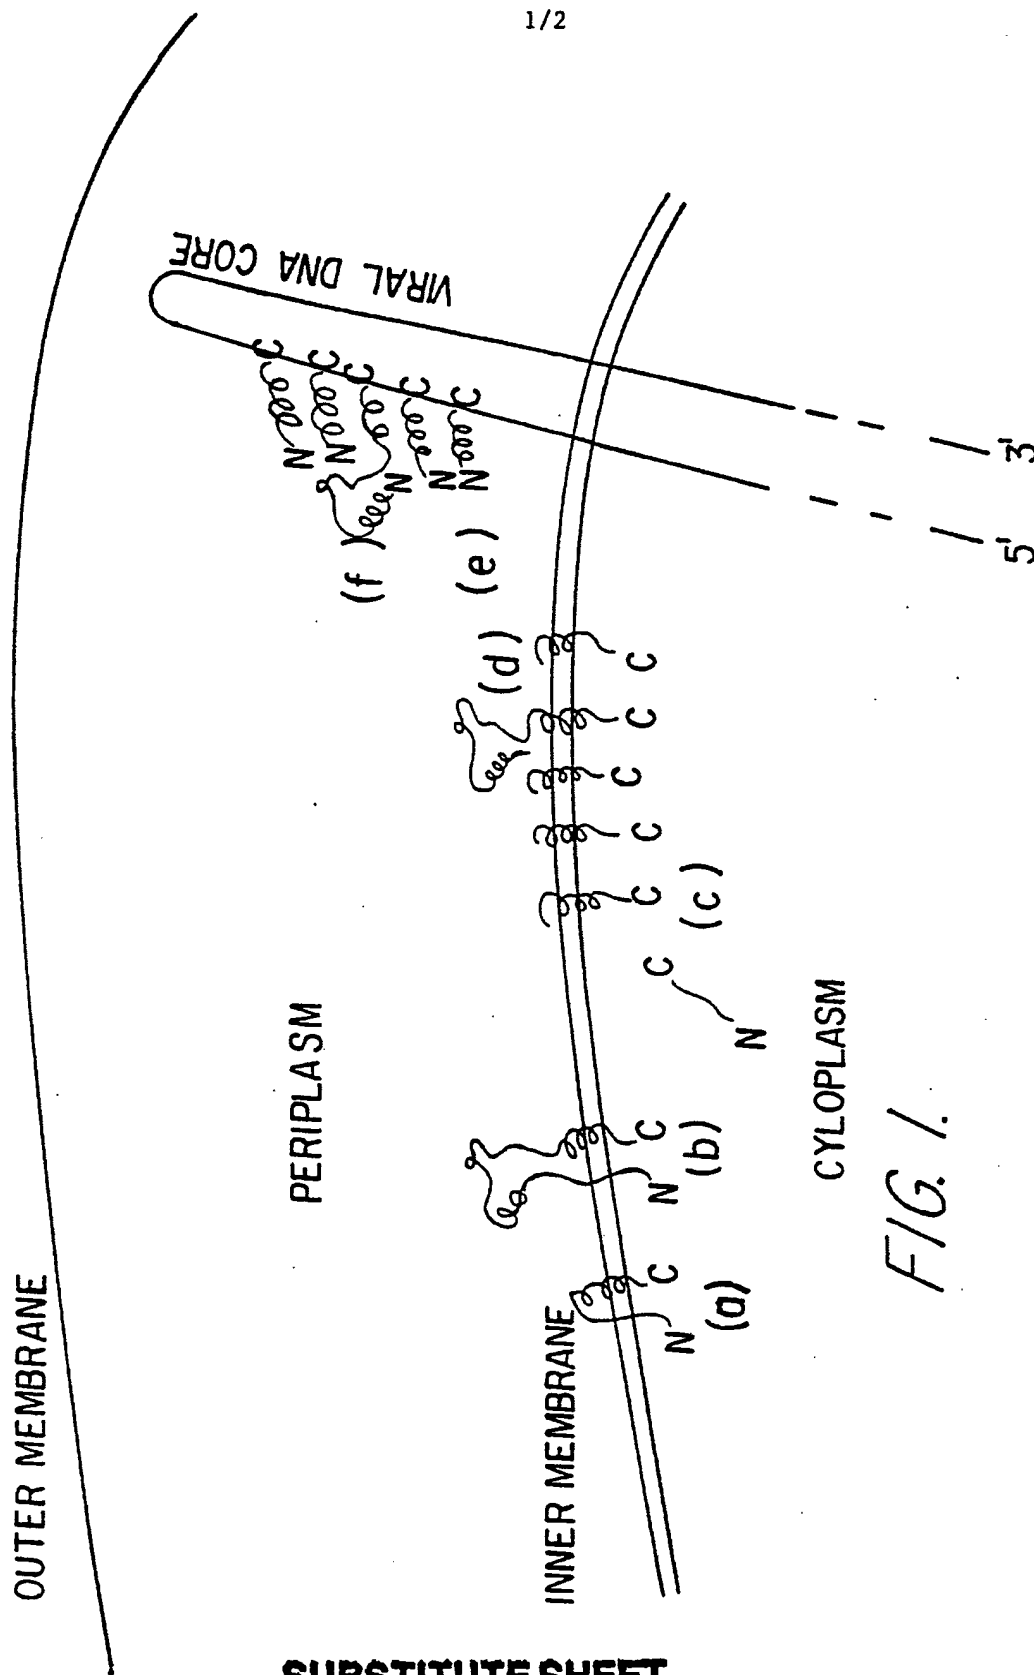 1/2
OUTER MEMBRANE
VIRAL DNA CORE
C
C
C
C
C
N
N
N
N
N
(f)
(e)
PERIPLASM
(d)
INNER MEMBRANE
N
C
(a)
N
C
(b)
N
C
C
(c)
C
C
C
C
5'
3'
CYLOPLASM
FIG. 1.
SUBSTITUTE SHEET